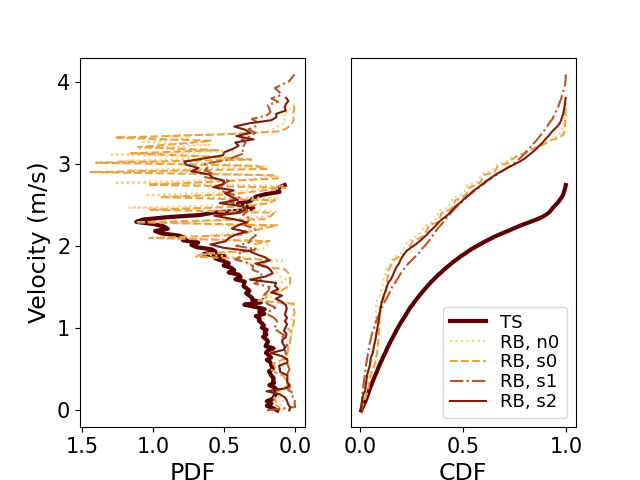 4
3
2
1
0
Velocity (m/s)
1.5 1.0 0.5 0.0
PDF
TS
RB, n0
RB, s0
RB, s1
RB, s2
0.0 0.5 1.0
CDF